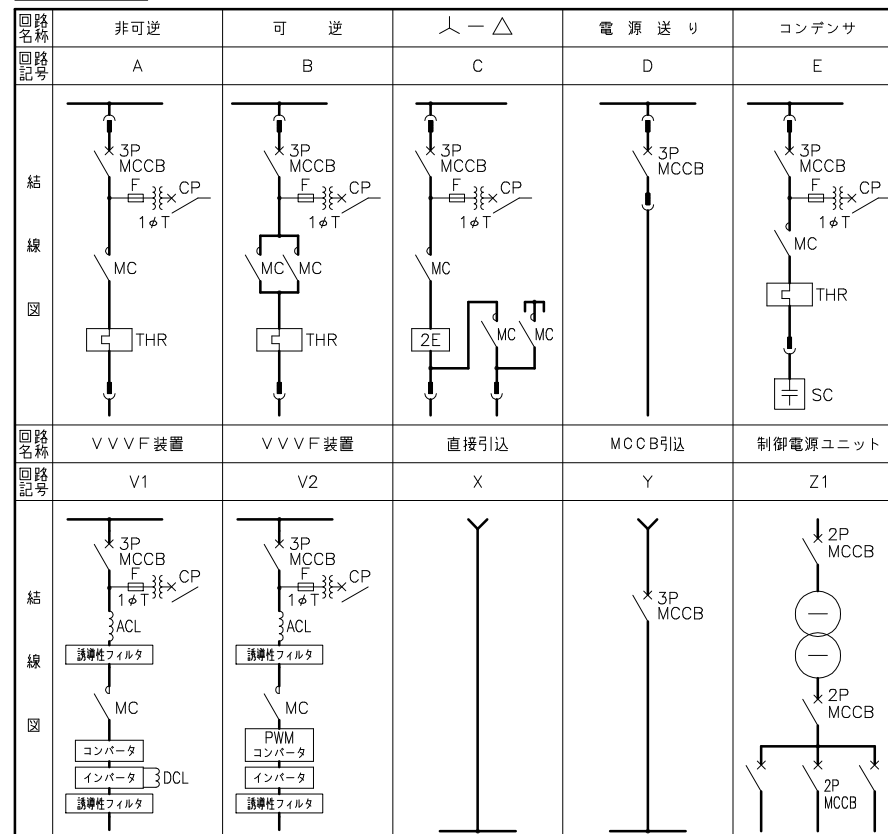 回路名称 非可逆 可逆 人－△ 電源送り コンデンサ
回路記号 A B C D E
結線図
3P
MCCB
F
CP
1φT
MC
THR
3P
MCCB
F
CP
1φT
MC
MC
THR
3P
MCCB
F
CP
1φT
MC
2E
MC
MC
3P
MCCB
3P
MCCB
F
CP
1φT
MC
THR
SC
回路名称 VVVF装置 VVVF装置 直接引込 MCCB引込 制御電源ユニット
回路記号 V1 V2 X Y Z1
結線図
3P
MCCB
F
CP
1φT
ACL
誘導性フィルタ
MC
コンバータ
インバータ
DCL
誘導性フィルタ
3P
MCCB
F
CP
1φT
ACL
誘導性フィルタ
MC
PWM
コンバータ
インバータ
誘導性フィルタ
3P
MCCB
2P
MCCB
2P
MCCB
2P
MCCB